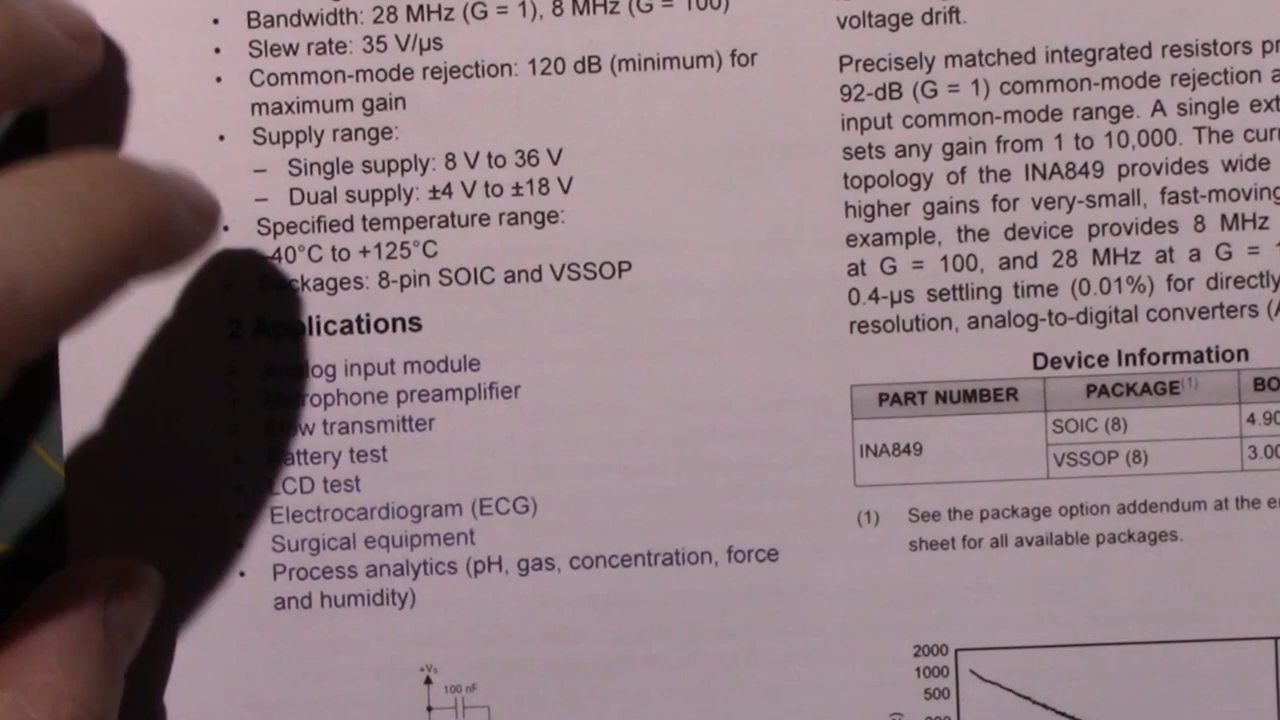 Bandwidth: 28 MHz (G = 1), 8 MHz (G = 100)
• Slew rate: 35 V/µs
• Common-mode rejection: 120 dB (minimum) for
maximum gain
• Supply range:
– Single supply: 8 V to 36 V
– Dual supply: ±4 V to ±18 V
• Specified temperature range:
–40°C to +125°C
ckages: 8-pin SOIC and VSSOP
2 Applications
Analog input module
Microphone preamplifier
Flow transmitter
Battery test
LCD test
Electrocardiogram (ECG)
Surgical equipment
• Process analytics (pH, gas, concentration, force
and humidity)
+Vs
100 nF
voltage drift.
Precisely matched integrated resistors pr
92-dB (G = 1) common-mode rejection a
input common-mode range. A single ext
sets any gain from 1 to 10,000. The curr
topology of the INA849 provides wide
higher gains for very-small, fast-moving
example, the device provides 8 MHz
at G = 100, and 28 MHz at a G =
0.4-µs settling time (0.01%) for directly
resolution, analog-to-digital converters (A
Device Information
PART NUMBER PACKAGE(1) BO
INA849 SOIC (8) 4.90
VSSOP (8) 3.00
(1) See the package option addendum at the e
sheet for all available packages.
2000
1000
500